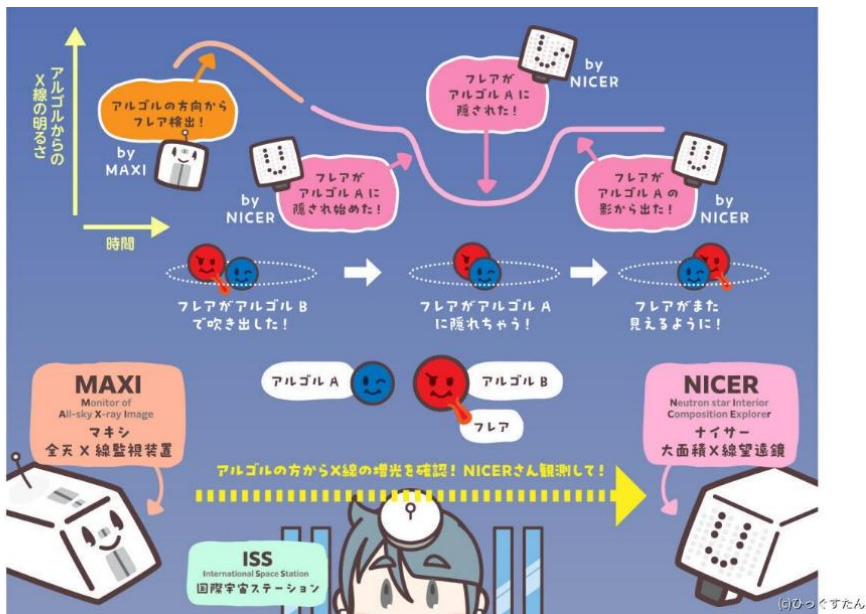 アルゴルからの
X線の明るさ
時間
アルゴルの方向から
フレア検出!
by
MAXI
フレアが
アルゴル A に
隠され始めた!
by
NICER
フレアが
アルゴル A に
隠された!
by
NICER
フレアが
アルゴル A の
影から出た!
by
NICER
フレアがアルゴル B
で吹き出した!
フレアがアルゴル A
に隠れちゃう!
フレアがまた
見えるように!
アルゴル A
アルゴル B
フレア
MAXI
Monitor of
All-sky X-ray Image
マキシ
全天 X 線監視装置
NICER
Neutron star Interior
Composition Explorer
ナイサー
大面積X線望遠鏡
アルゴルの方からX線の増光を確認! NICERさん観測して!
ISS
International Space Station
国際宇宙ステーション
(c)ひっぐすたん